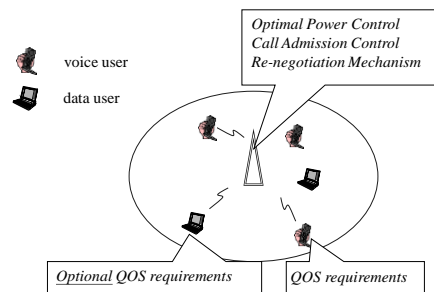 Optimal Power Control
Call Admission Control
Re-negotiation Mechanism
voice user
data user
Optional QOS requirements
QOS requirements